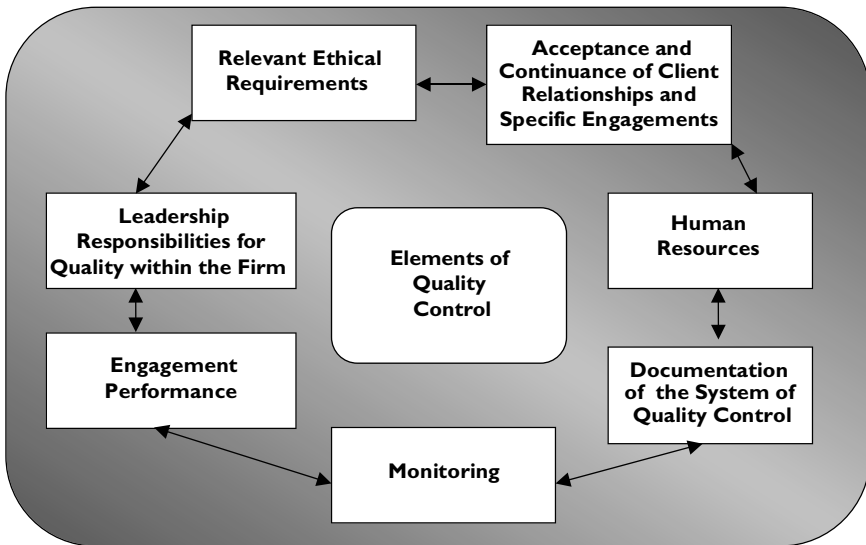 Relevant Ethical
Requirements
Acceptance and
Continuance of Client
Relationships and
Specific Engagements
Leadership
Responsibilities for
Quality within the Firm
Elements of
Quality
Control
Human
Resources
Engagement
Performance
Documentation
of the System of
Quality Control
Monitoring